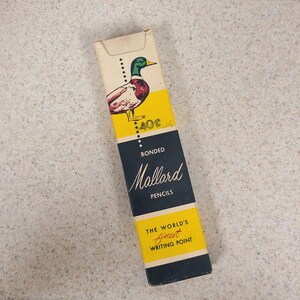 40¢
BONDED
Mallard
PENCILS
THE WORLD'S
finest
WRITING POINT